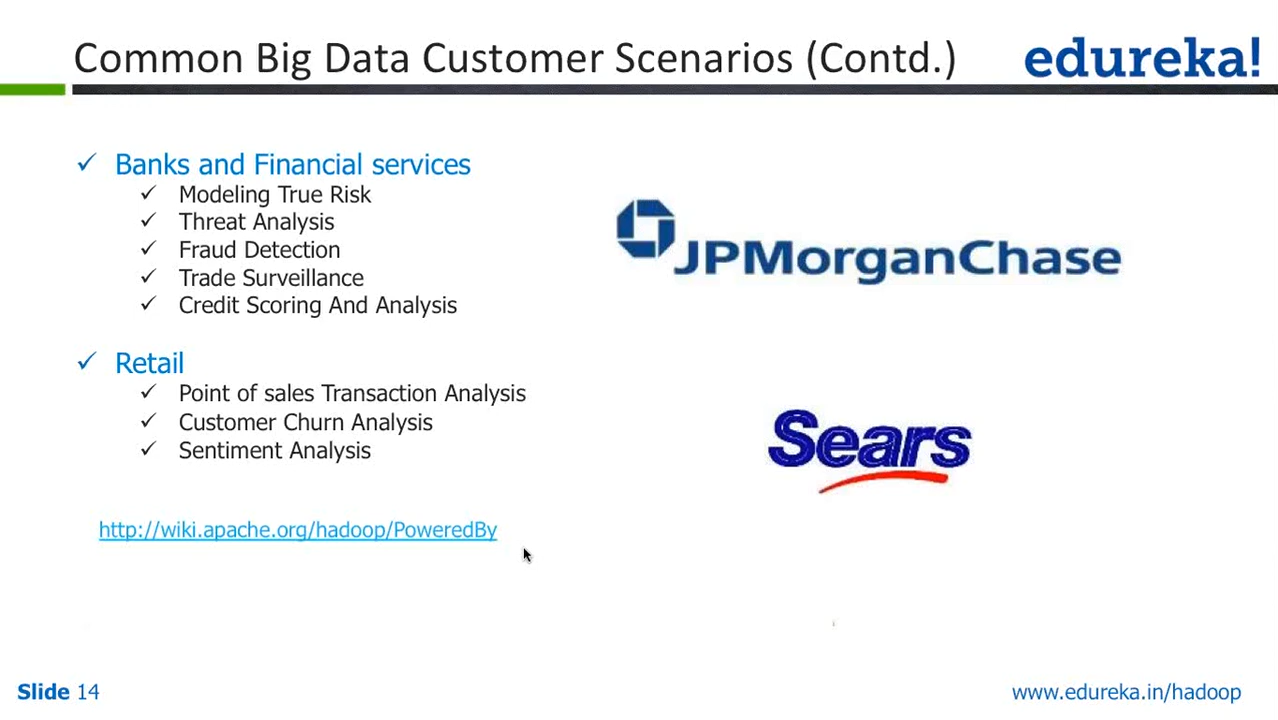 Common Big Data Customer Scenarios (Contd.)
edureka!
Banks and Financial services
Modeling True Risk
Threat Analysis
Fraud Detection
Trade Surveillance
Credit Scoring And Analysis
JPMorganChase
Retail
Point of sales Transaction Analysis
Customer Churn Analysis
Sentiment Analysis
Sears
http://wiki.apache.org/hadoop/PoweredBy
Slide 14
www.edureka.in/hadoop